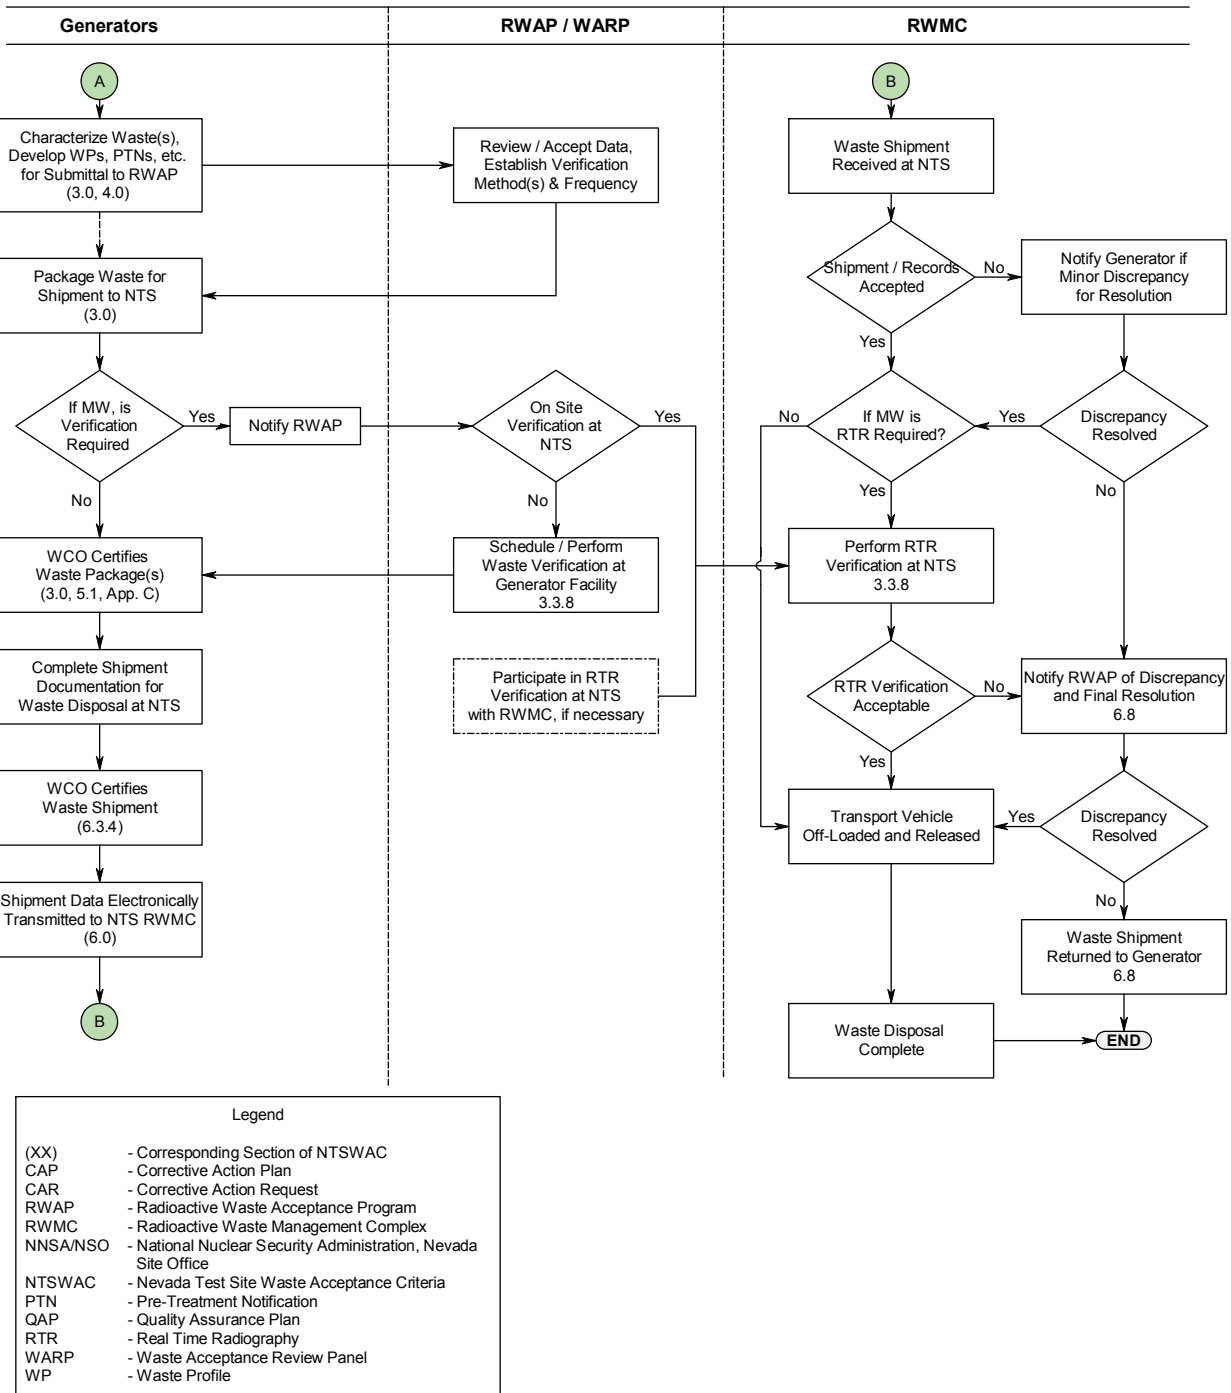 Generators
RWAP / WARP
RWMC
A
Characterize Waste(s),
Develop WPs, PTNs, etc.
for Submittal to RWAP
(3.0, 4.0)
Review / Accept Data,
Establish Verification
Method(s) & Frequency
Package Waste for
Shipment to NTS
(3.0)
If MW, is
Verification
Required
Yes
Notify RWAP
On Site
Verification at
NTS
Yes
No
No
WCO Certifies
Waste Package(s)
(3.0, 5.1, App. C)
Schedule / Perform
Waste Verification at
Generator Facility
3.3.8
Participate in RTR
Verification at NTS
with RWMC, if necessary
Complete Shipment
Documentation for
Waste Disposal at NTS
WCO Certifies
Waste Shipment
(6.3.4)
Shipment Data Electronically
Transmitted to NTS RWMC
(6.0)
B
B
Waste Shipment
Received at NTS
Shipment / Records
Accepted
No
Notify Generator if
Minor Discrepancy
for Resolution
Yes
No
If MW is
RTR Required?
Yes
Discrepancy
Resolved
Yes
No
Perform RTR
Verification at NTS
3.3.8
RTR Verification
Acceptable
No
Notify RWAP of Discrepancy
and Final Resolution
6.8
Yes
Transport Vehicle
Off-Loaded and Released
Yes
Discrepancy
Resolved
No
Waste Shipment
Returned to Generator
6.8
Waste Disposal
Complete
END
Legend
(XX) - Corresponding Section of NTSWAC
CAP - Corrective Action Plan
CAR - Corrective Action Request
RWAP - Radioactive Waste Acceptance Program
RWMC - Radioactive Waste Management Complex
NNSA/NSO - National Nuclear Security Administration, Nevada
Site Office
NTSWAC - Nevada Test Site Waste Acceptance Criteria
PTN - Pre-Treatment Notification
QAP - Quality Assurance Plan
RTR - Real Time Radiography
WARP - Waste Acceptance Review Panel
WP - Waste Profile